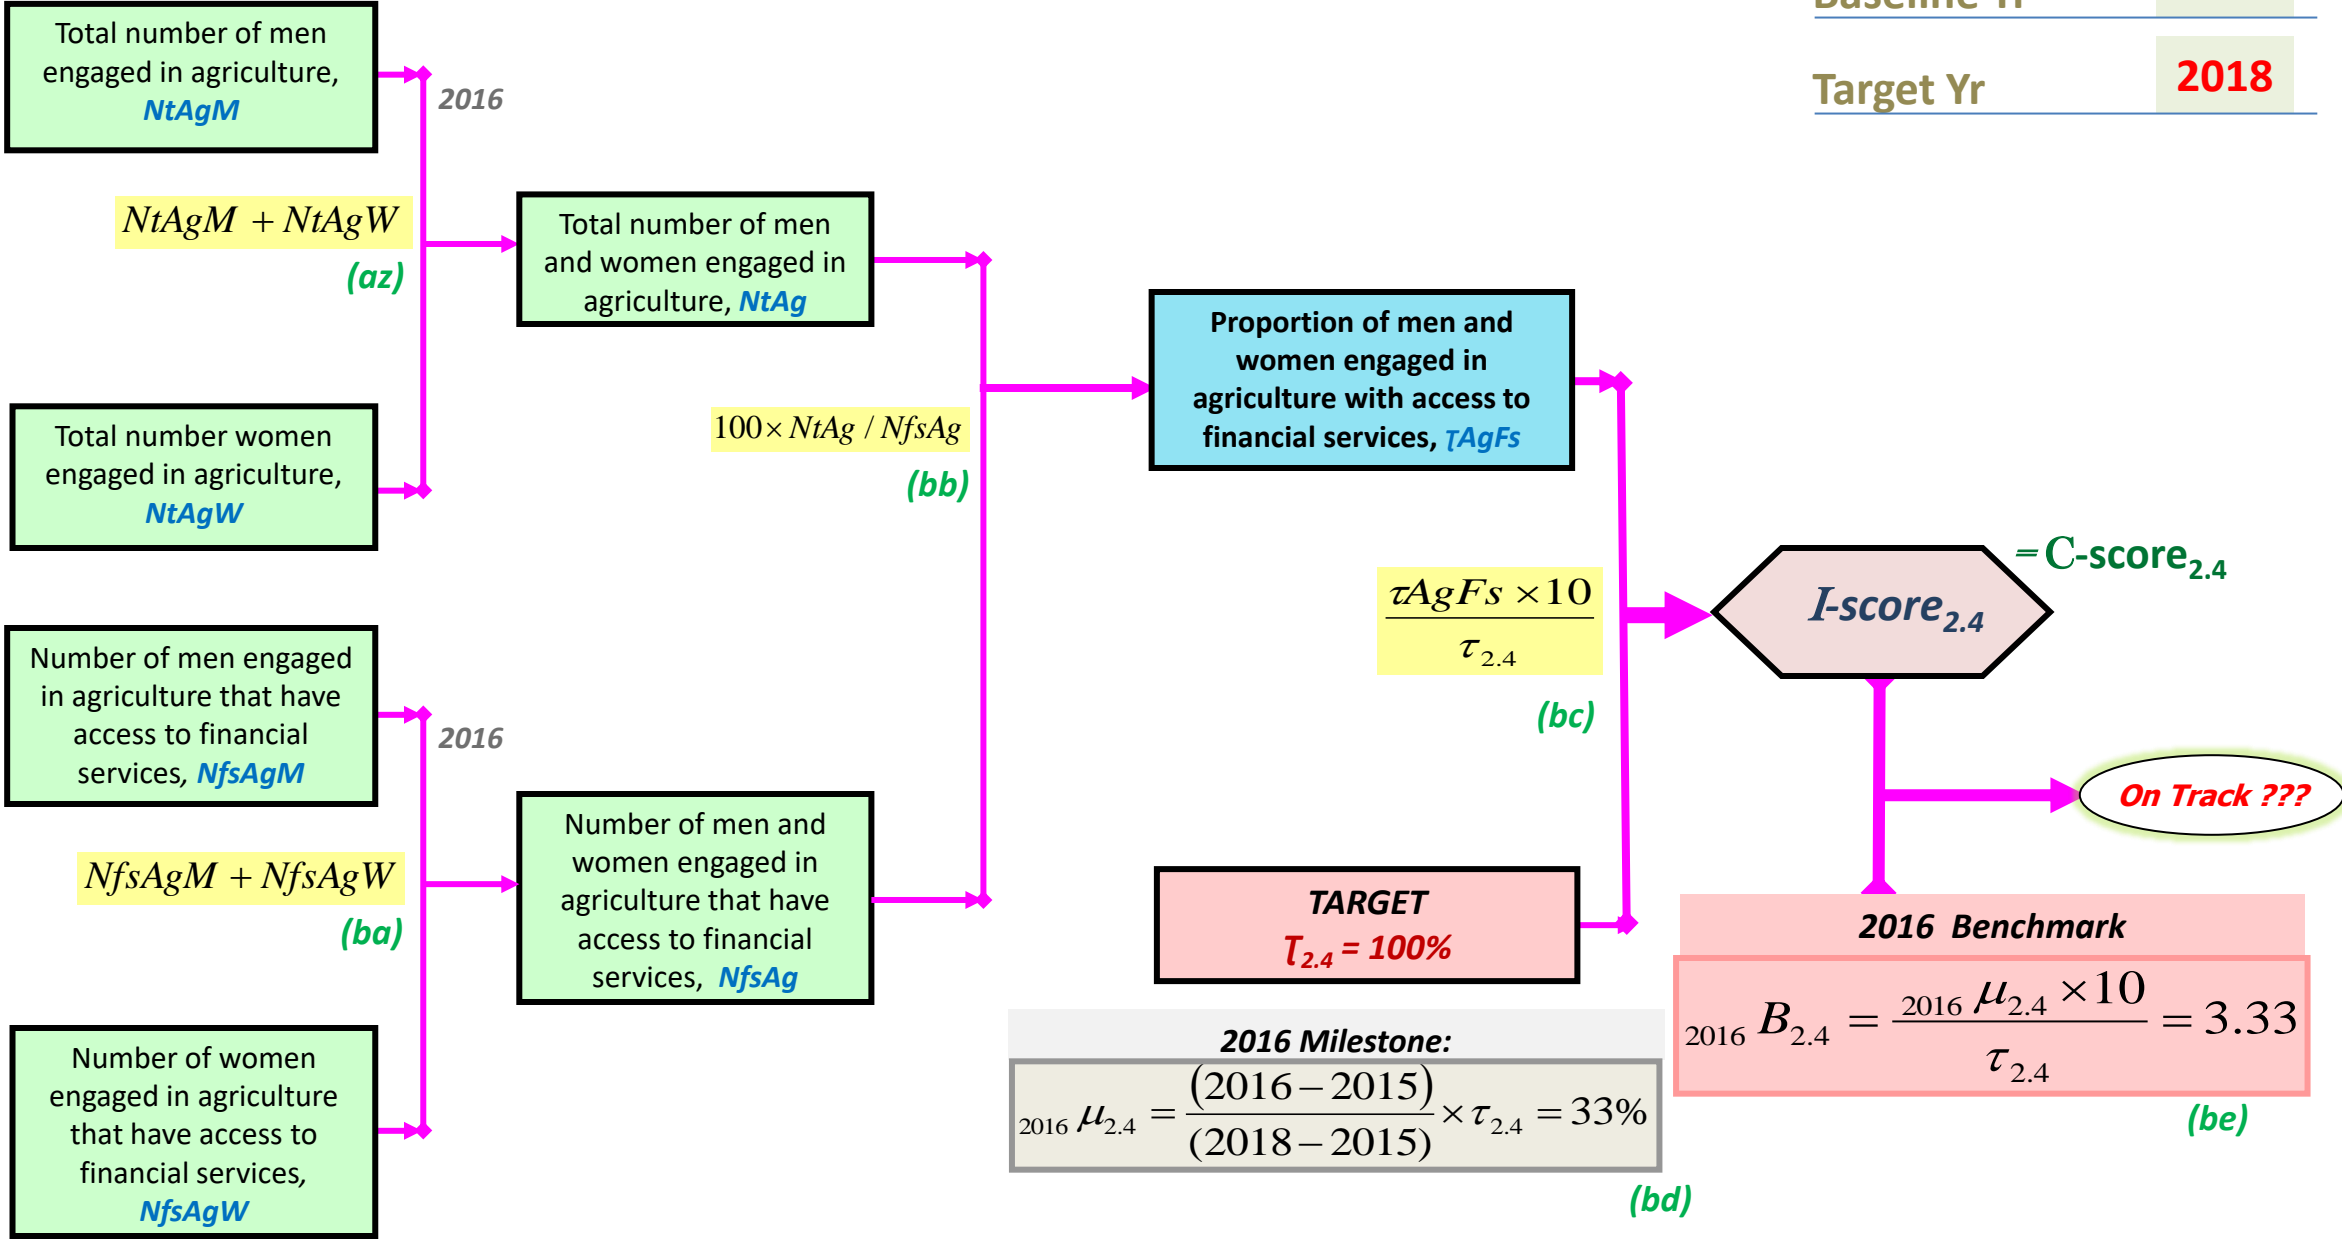 Baseline Yr
Target Yr
2018
Total number of men
engaged in agriculture,
NtAgM
2016
NtAgM + NtAgW
(az)
Total number women
engaged in agriculture,
NtAgW
Total number of men
and women engaged in
agriculture, NtAg
Number of men engaged
in agriculture that have
access to financial
services, NfsAgM
2016
NfsAgM + NfsAgW
(ba)
Number of women
engaged in agriculture
that have access to
financial services,
NfsAgW
Number of men and
women engaged in
agriculture that have
access to financial
services, NfsAg
100 × NtAg / NfsAg
(bb)
Proportion of men and
women engaged in
agriculture with access to
financial services, τAgFs
τAgFs × 10
τ2.4
(bc)
TARGET
τ2.4 = 100%
I-score2.4
= C-score2.4
On Track ???
2016 Milestone:
2016 μ2.4 = (2016 – 2015) / (2018 – 2015) × τ2.4 = 33%
(bd)
2016 Benchmark
2016 B2.4 = 2016 μ2.4 × 10 / τ2.4 = 3.33
(be)